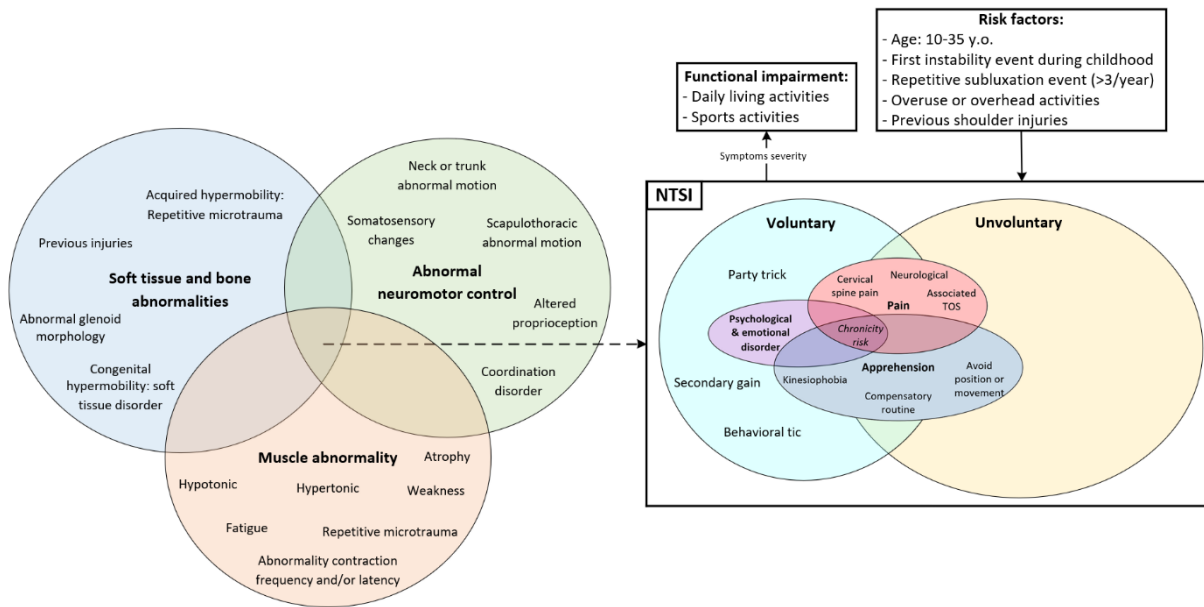 Risk factors:
- Age: 10-35 y.o.
- First instability event during childhood
- Repetitive subluxation event (>3/year)
- Overuse or overhead activities
- Previous shoulder injuries
Functional impairment:
- Daily living activities
- Sports activities
Symptoms severity
Acquired hypermobility:
Repetitive microtrauma
Previous injuries
Soft tissue and bone
abnormalities
Abnormal glenoid
morphology
Congenital
hypermobility: soft
tissue disorder
Neck or trunk
abnormal motion
Somatosensory
changes
Scapulothoracic
abnormal motion
Abnormal
neuromotor control
Altered
proprioception
Coordination
disorder
Muscle abnormality
Atrophy
Hypotonic
Hypertonic
Weakness
Fatigue
Repetitive microtrauma
Abnormality contraction
frequency and/or latency
NTSI
Voluntary
Unvoluntary
Party trick
Cervical
spine pain
Neurological
Pain
Associated
TOS
Psychological
& emotional
disorder
Chronicity
risk
Secondary gain
Kinesiophobia
Apprehension
Avoid
position or
movement
Compensatory
routine
Behavioral tic